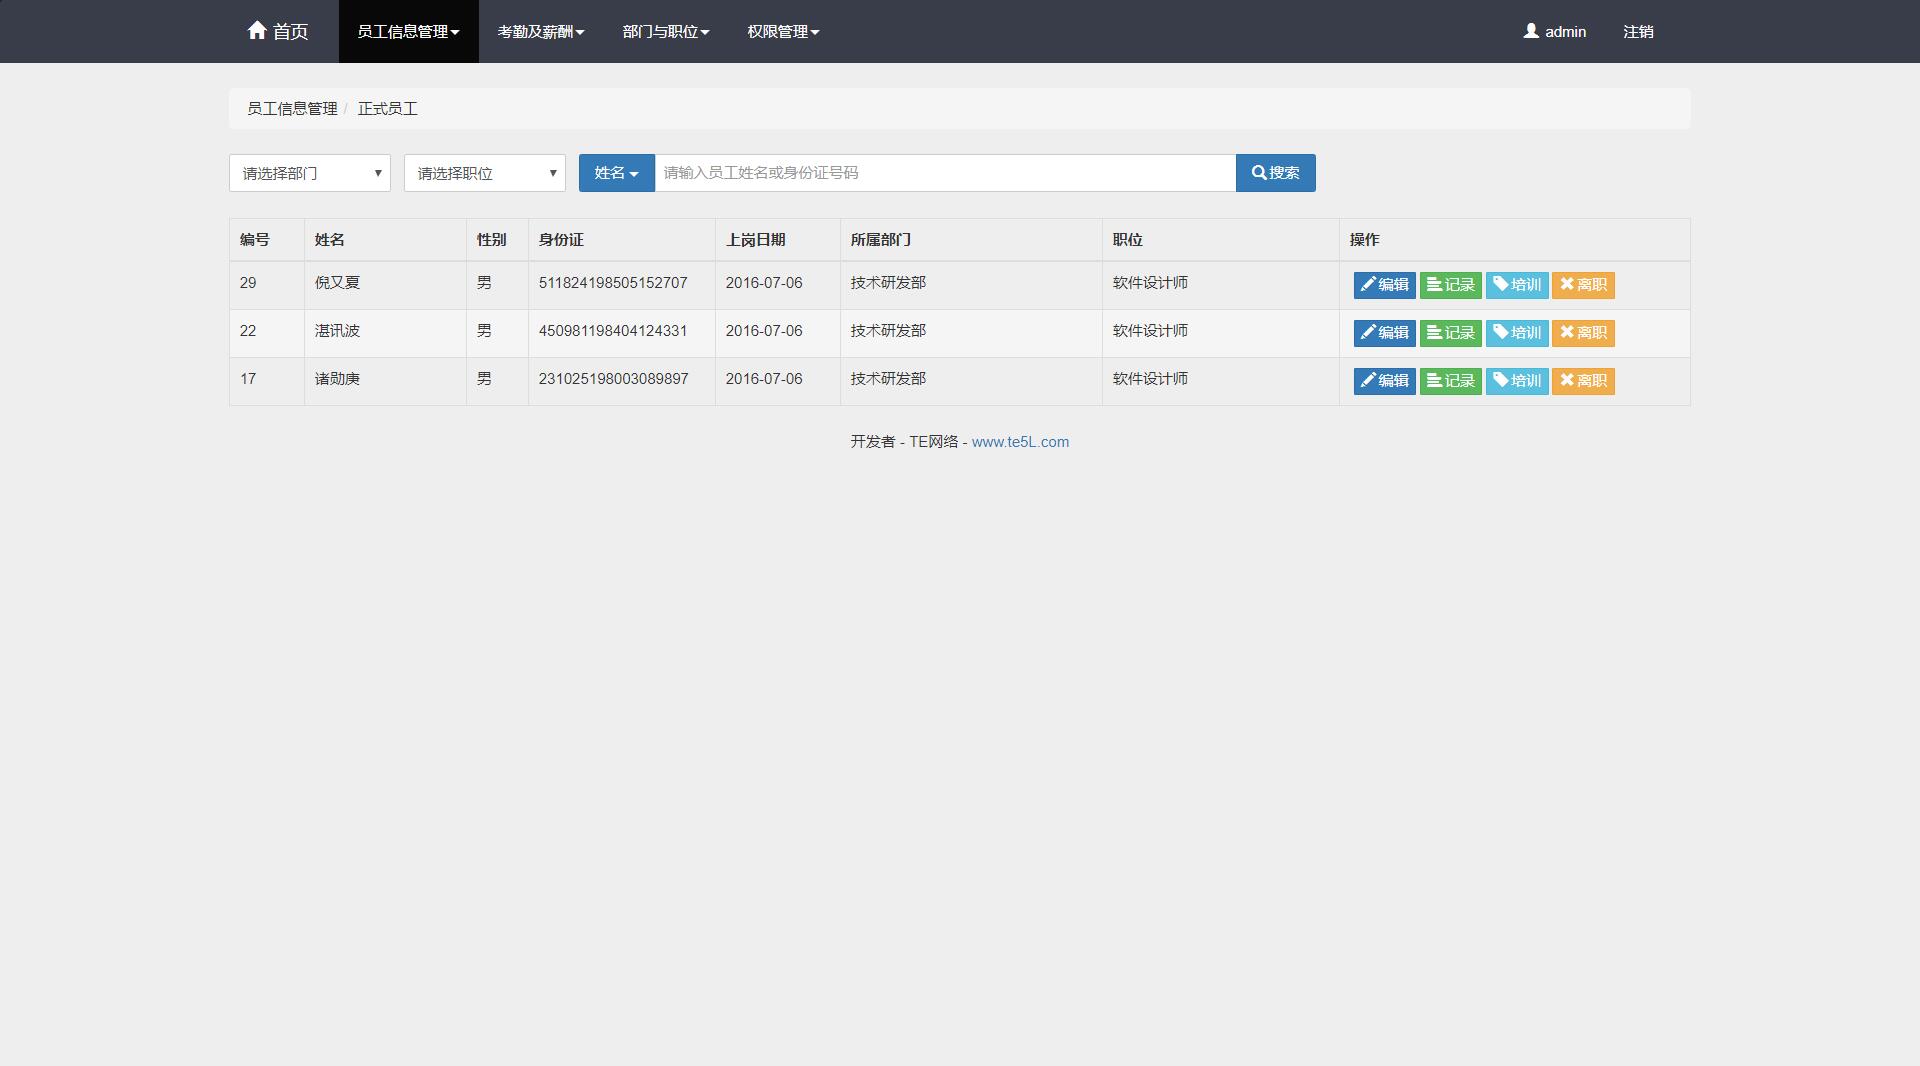 首页 员工信息管理 考勤及薪酬 部门与职位 权限管理 admin 注销
员工信息管理 / 正式员工
请选择部门 请选择职位 姓名 请输入员工姓名或身份证号码 搜索
编号 姓名 性别 身份证 上岗日期 所属部门 职位 操作
29 倪又夏 男 511824198505152707 2016-07-06 技术研发部 软件设计师 编辑 记录 培训 离职
22 湛讯波 男 450981198404124331 2016-07-06 技术研发部 软件设计师 编辑 记录 培训 离职
17 诸勋庚 男 231025198003089897 2016-07-06 技术研发部 软件设计师 编辑 记录 培训 离职
开发者 - TE网络 - www.te5L.com